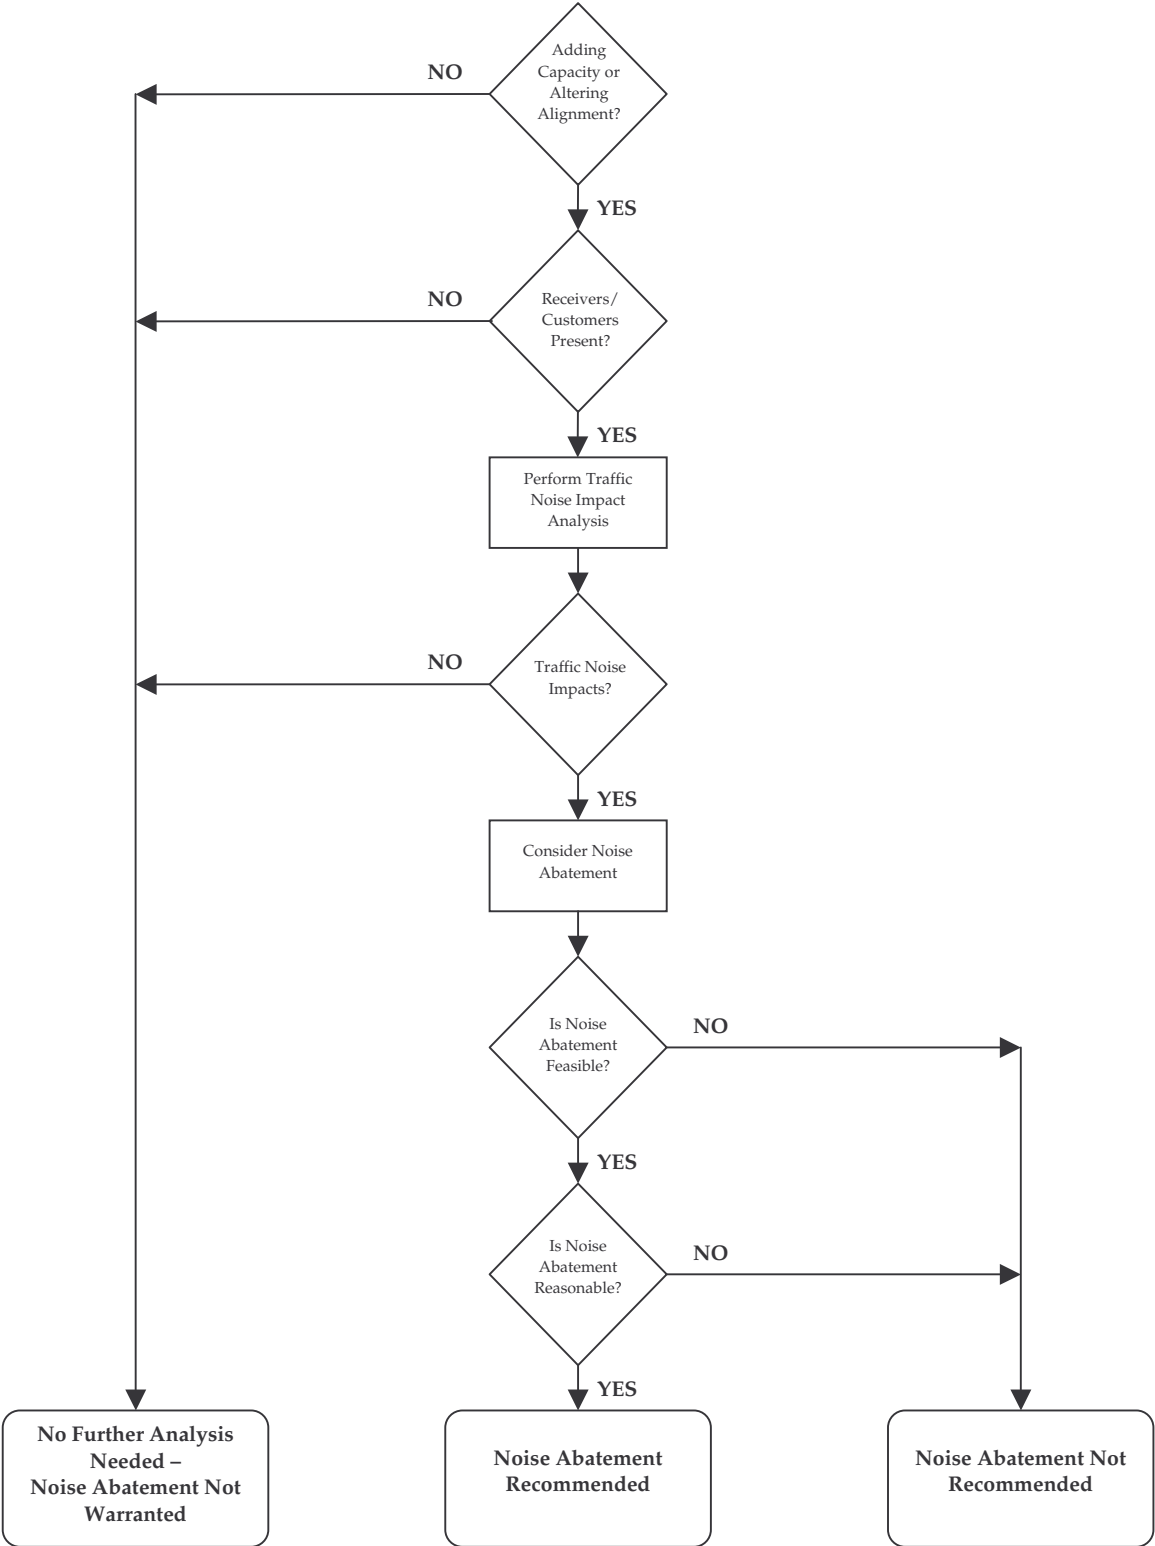 Adding
Capacity or
Altering
Alignment?
NO
YES
Receivers/
Customers
Present?
NO
YES
Perform Traffic
Noise Impact
Analysis
Traffic Noise
Impacts?
NO
YES
Consider Noise
Abatement
Is Noise
Abatement
Feasible?
NO
YES
Is Noise
Abatement
Reasonable?
NO
YES
No Further Analysis
Needed –
Noise Abatement Not
Warranted
Noise Abatement
Recommended
Noise Abatement Not
Recommended